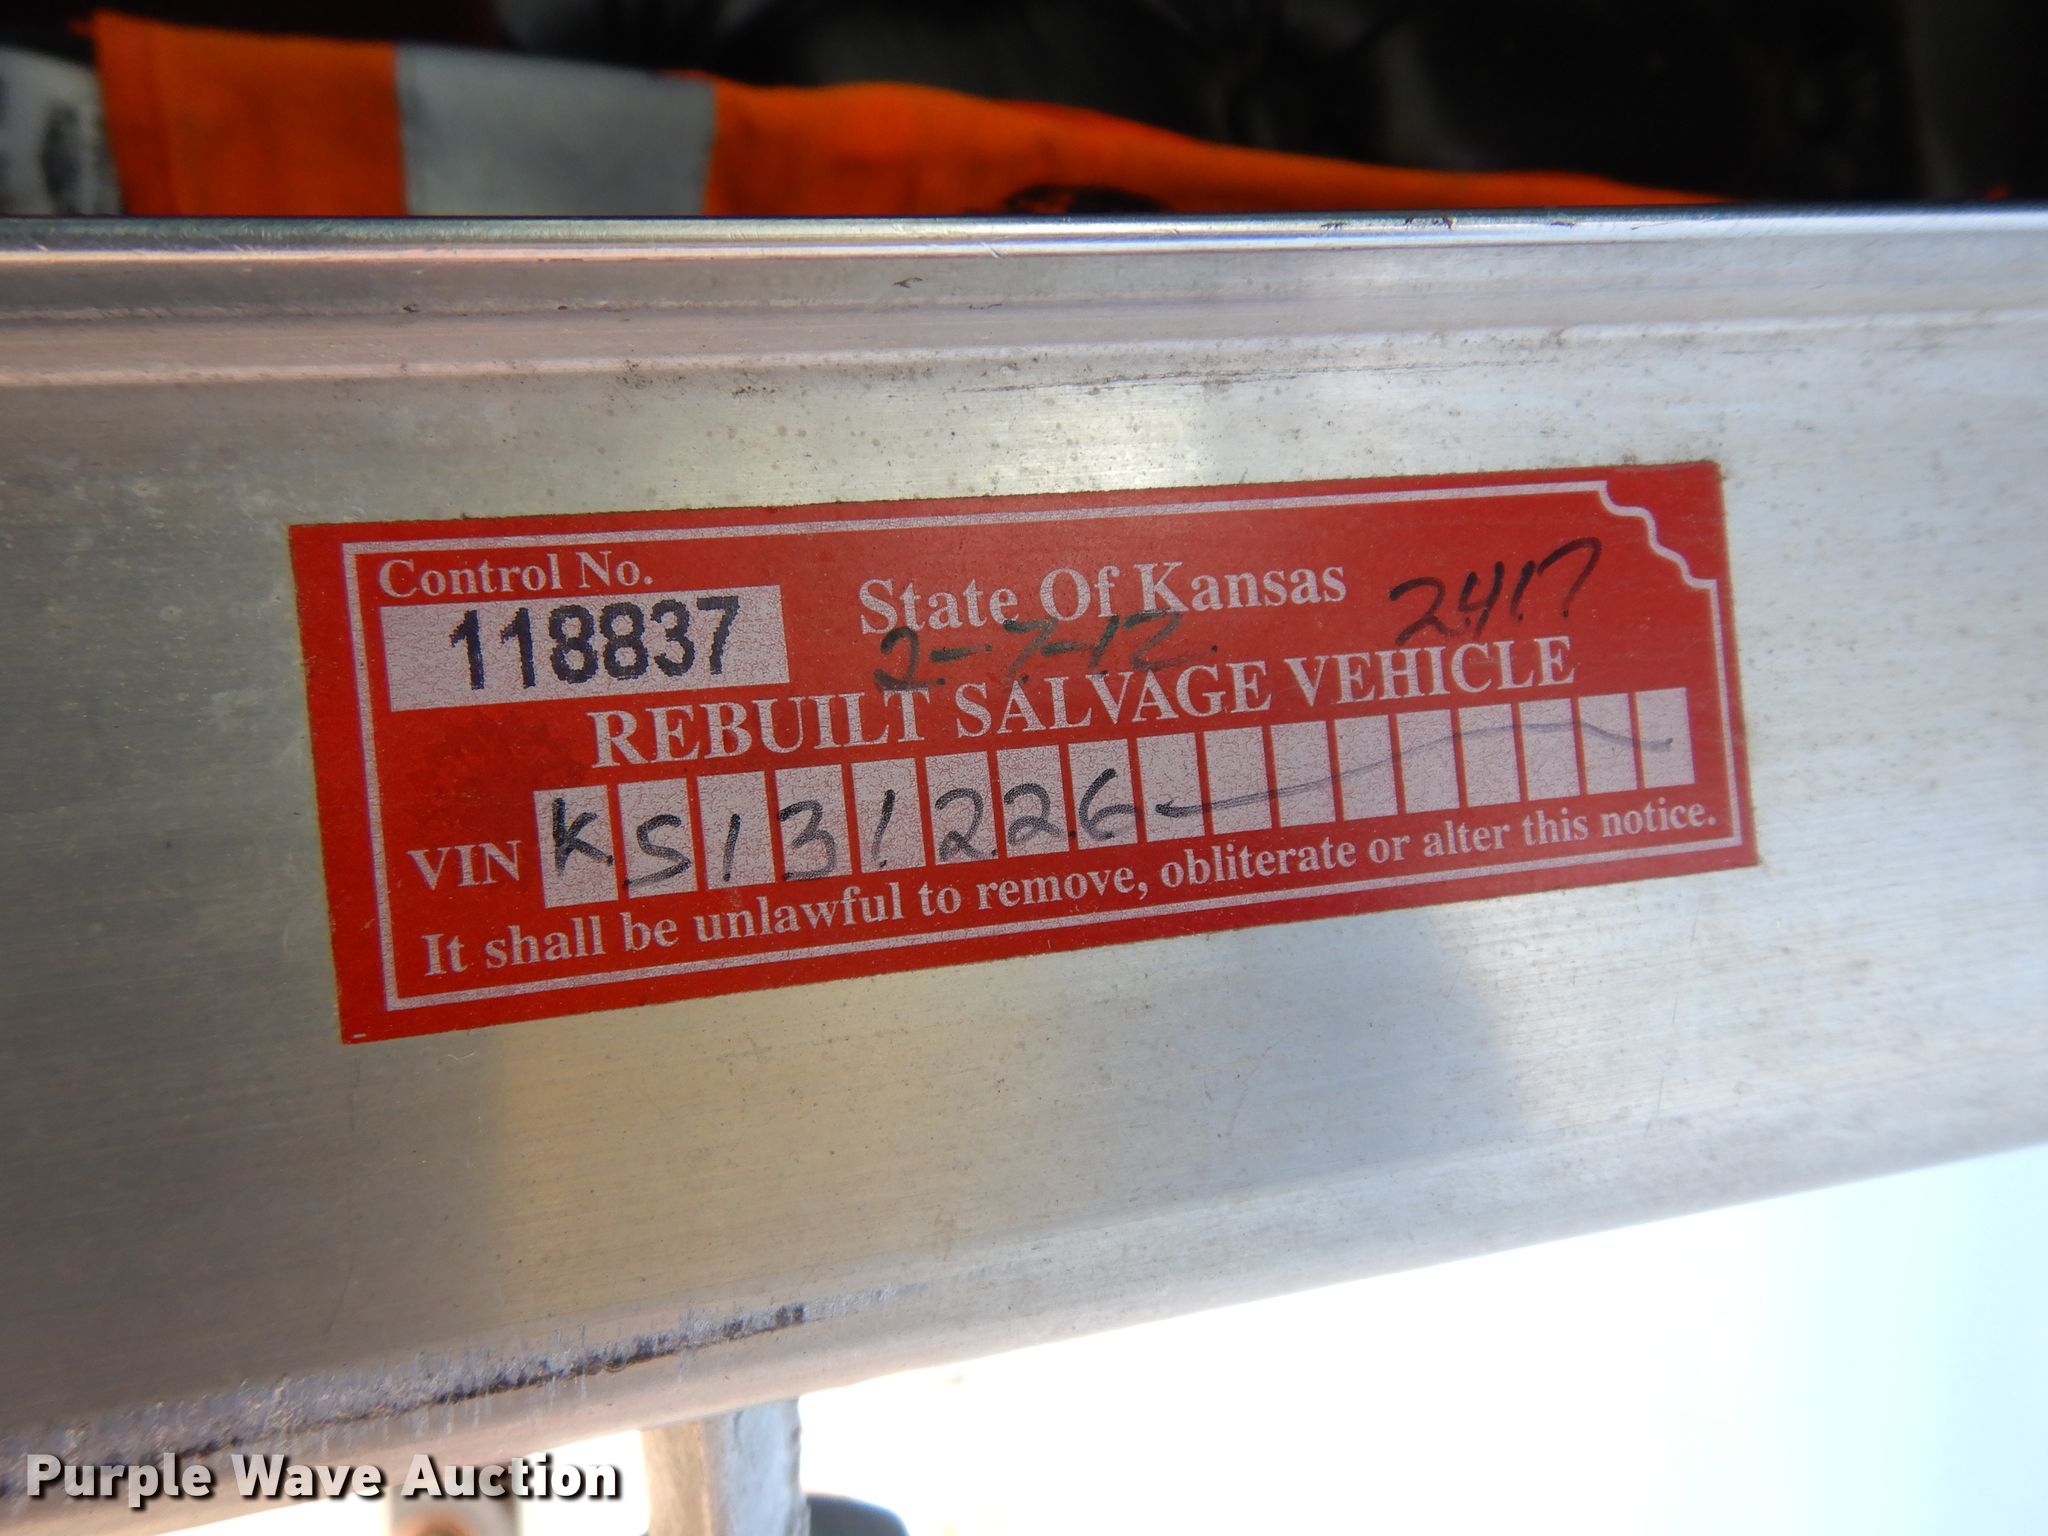 Control No.
118837
State Of Kansas
2-7-12 2417
REBUILT SALVAGE VEHICLE
VIN KS131226
It shall be unlawful to remove, obliterate or alter this notice.
Purple Wave Auction